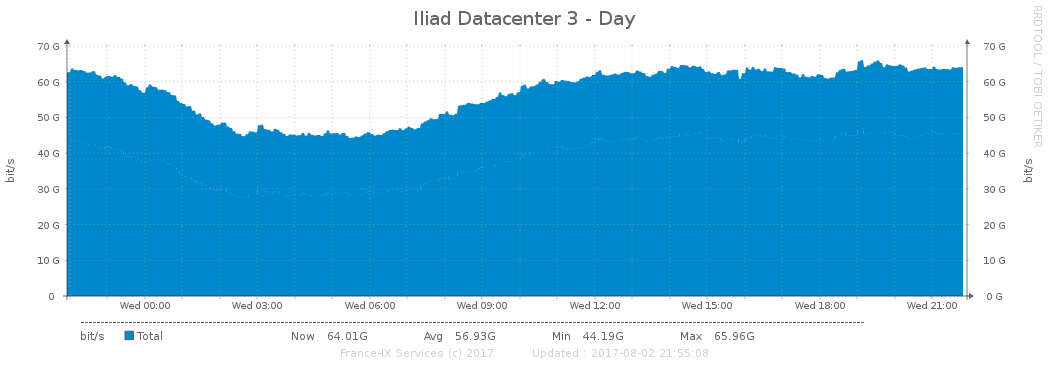 Iliad Datacenter 3 - Day
RRDTOOL / TOBI OETIKER
70 G 70 G
60 G 60 G
50 G 50 G
40 G 40 G
30 G 30 G
20 G 20 G
10 G 10 G
0 0 G
bit/s bit/s
Wed 00:00 Wed 03:00 Wed 06:00 Wed 09:00 Wed 12:00 Wed 15:00 Wed 18:00 Wed 21:00
bit/s Total Now 64.01G Avg 56.93G Min 44.19G Max 65.96G
France-IX Services (c) 2017 Updated : 2017-08-02 21:55:08